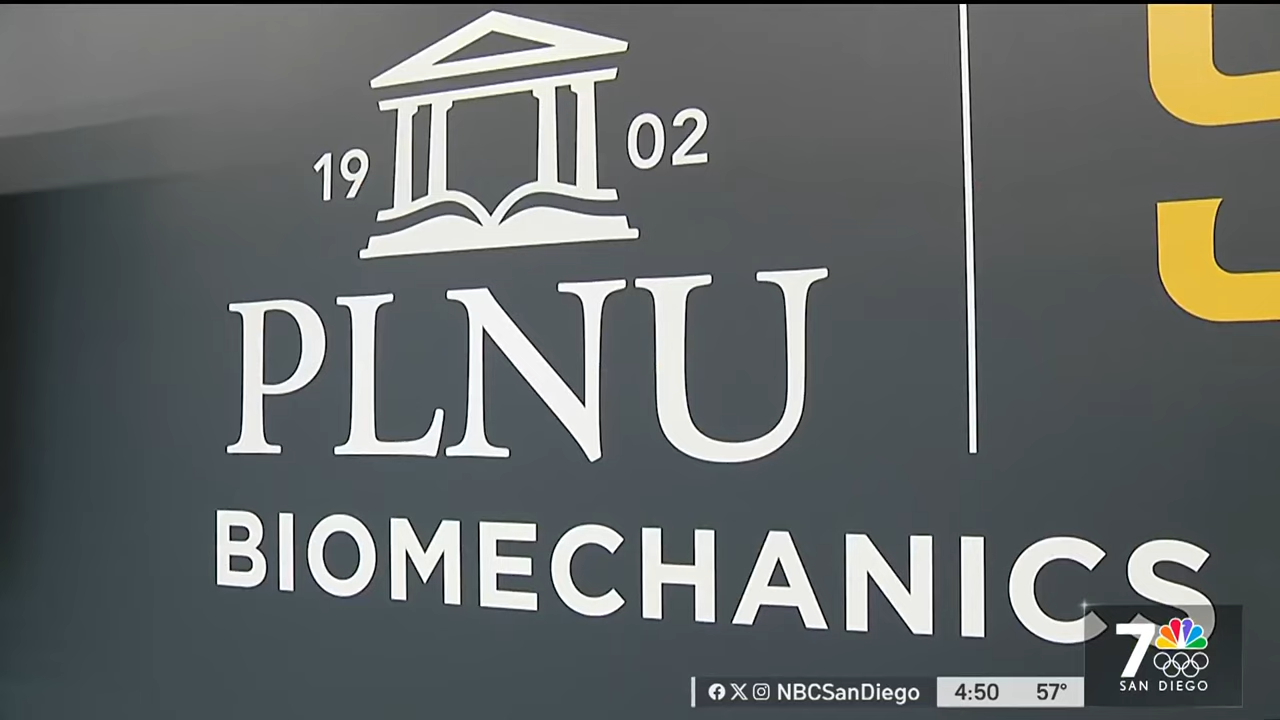 19 02
PLNU
BIOMECHANICS
NBCSanDiego 4:50 57°
7
SAN DIEGO